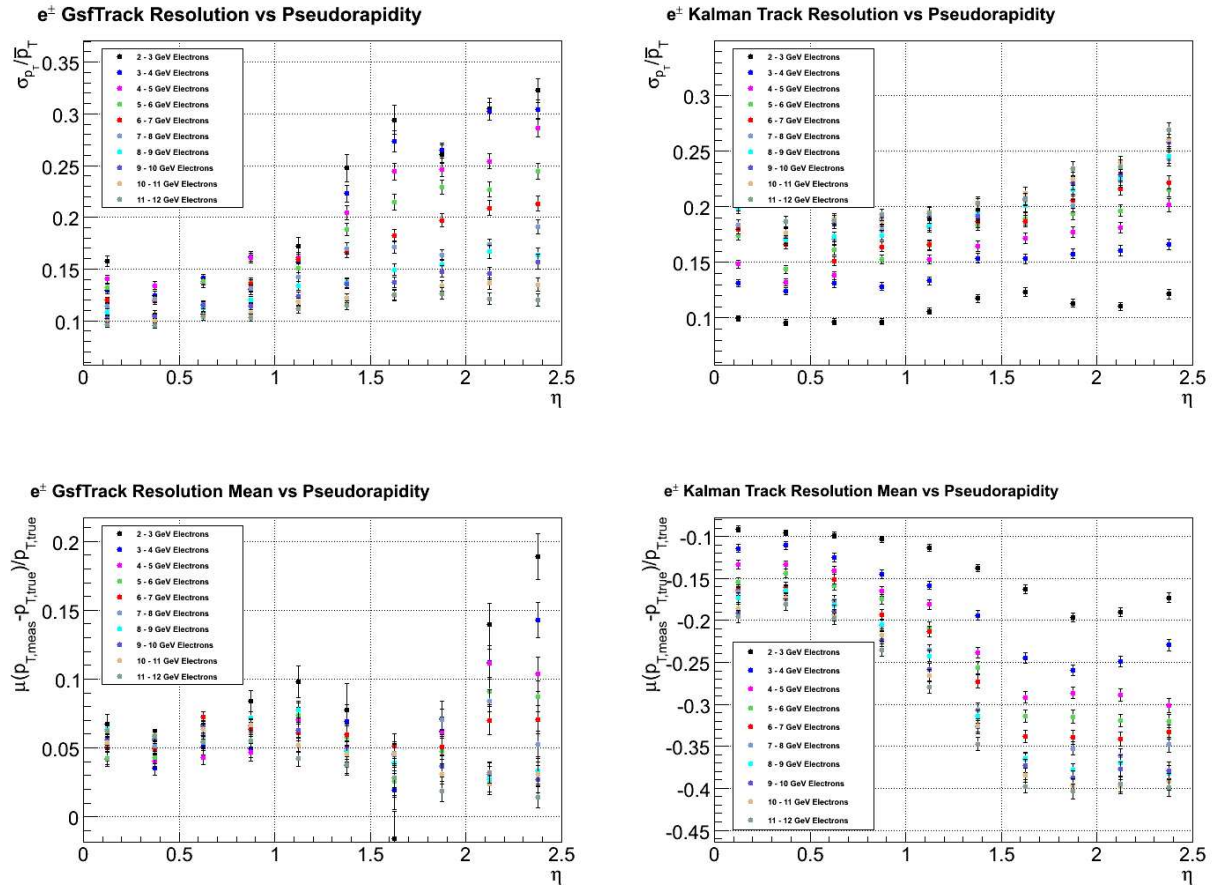 e± GsfTrack Resolution vs Pseudorapidity
σ_{p_T}/p̅_T
0.35
0.3
0.25
0.2
0.15
0.1
2 - 3 GeV Electrons
3 - 4 GeV Electrons
4 - 5 GeV Electrons
5 - 6 GeV Electrons
6 - 7 GeV Electrons
7 - 8 GeV Electrons
8 - 9 GeV Electrons
9 - 10 GeV Electrons
10 - 11 GeV Electrons
11 - 12 GeV Electrons
0 0.5 1 1.5 2 2.5
η
e± Kalman Track Resolution vs Pseudorapidity
σ_{p_T}/p̅_T
0.3
0.25
0.2
0.15
0.1
2 - 3 GeV Electrons
3 - 4 GeV Electrons
4 - 5 GeV Electrons
5 - 6 GeV Electrons
6 - 7 GeV Electrons
7 - 8 GeV Electrons
8 - 9 GeV Electrons
9 - 10 GeV Electrons
10 - 11 GeV Electrons
11 - 12 GeV Electrons
0 0.5 1 1.5 2 2.5
η
e± GsfTrack Resolution Mean vs Pseudorapidity
μ(p_{T,meas}-p_{T,true})/p_{T,true}
0.2
0.15
0.1
0.05
0
2 - 3 GeV Electrons
3 - 4 GeV Electrons
4 - 5 GeV Electrons
5 - 6 GeV Electrons
6 - 7 GeV Electrons
7 - 8 GeV Electrons
8 - 9 GeV Electrons
9 - 10 GeV Electrons
10 - 11 GeV Electrons
11 - 12 GeV Electrons
0 0.5 1 1.5 2 2.5
η
e± Kalman Track Resolution Mean vs Pseudorapidity
μ(p_{T,meas}-p_{T,true})/p_{T,true}
-0.1
-0.15
-0.2
-0.25
-0.3
-0.35
-0.4
-0.45
2 - 3 GeV Electrons
3 - 4 GeV Electrons
4 - 5 GeV Electrons
5 - 6 GeV Electrons
6 - 7 GeV Electrons
7 - 8 GeV Electrons
8 - 9 GeV Electrons
9 - 10 GeV Electrons
10 - 11 GeV Electrons
11 - 12 GeV Electrons
0 0.5 1 1.5 2 2.5
η